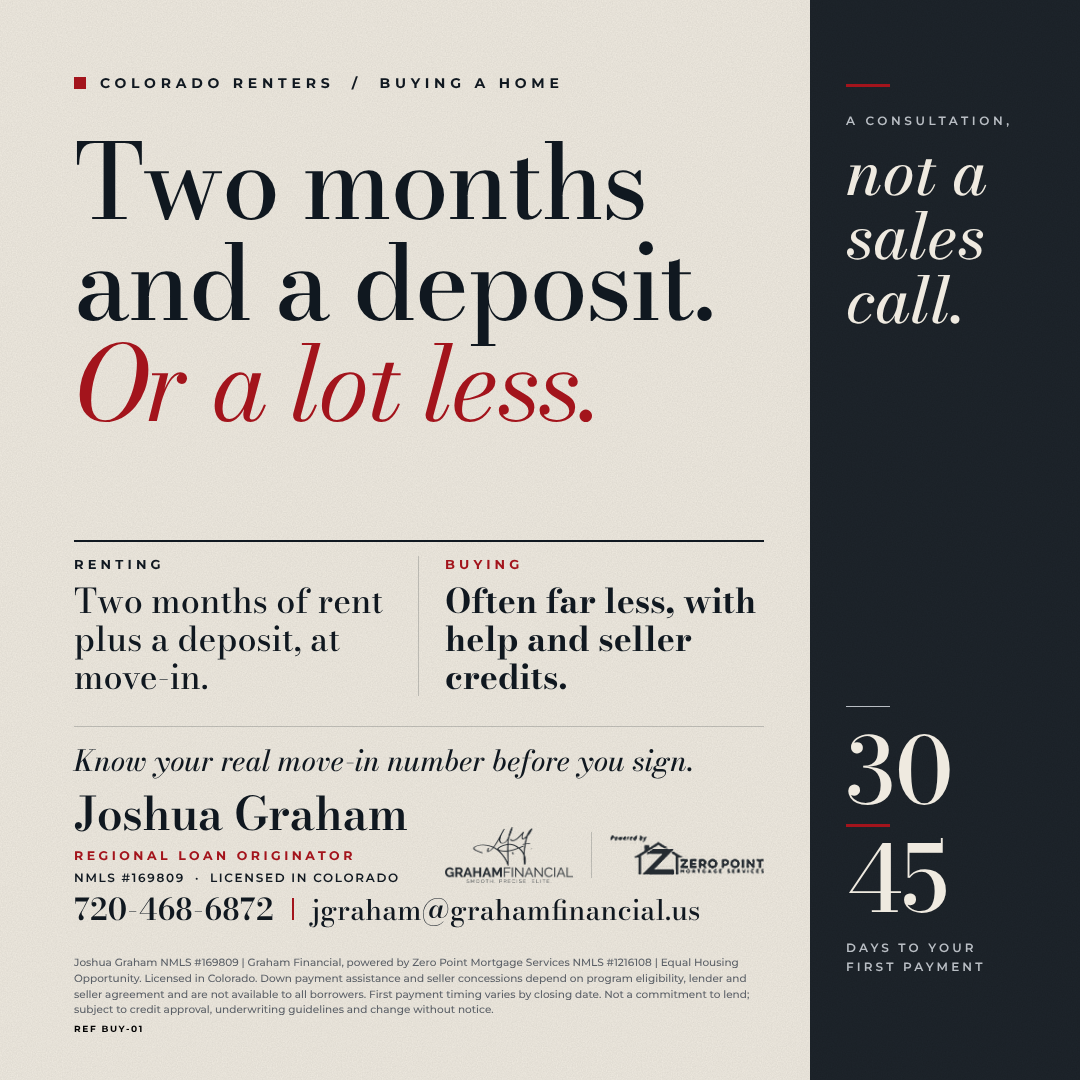 COLORADO RENTERS / BUYING A HOME
Two months
and a deposit.
Or a lot less.
RENTING
Two months of rent
plus a deposit, at
move-in.
BUYING
Often far less, with
help and seller
credits.
Know your real move-in number before you sign.
Joshua Graham
REGIONAL LOAN ORIGINATOR
NMLS #169809 · LICENSED IN COLORADO
720-468-6872 | jgraham@grahamfinancial.us
GRAHAMFINANCIAL
SMOOTH. PRECISE. ELITE.
Powered by
ZERO POINT
MORTGAGE SERVICES
Joshua Graham NMLS #169809 | Graham Financial, powered by Zero Point Mortgage Services NMLS #1216108 | Equal Housing
Opportunity. Licensed in Colorado. Down payment assistance and seller concessions depend on program eligibility, lender and
seller agreement and are not available to all borrowers. First payment timing varies by closing date. Not a commitment to lend;
subject to credit approval, underwriting guidelines and change without notice.
REF BUY-01
A CONSULTATION,
not a
sales
call.
30
45
DAYS TO YOUR
FIRST PAYMENT